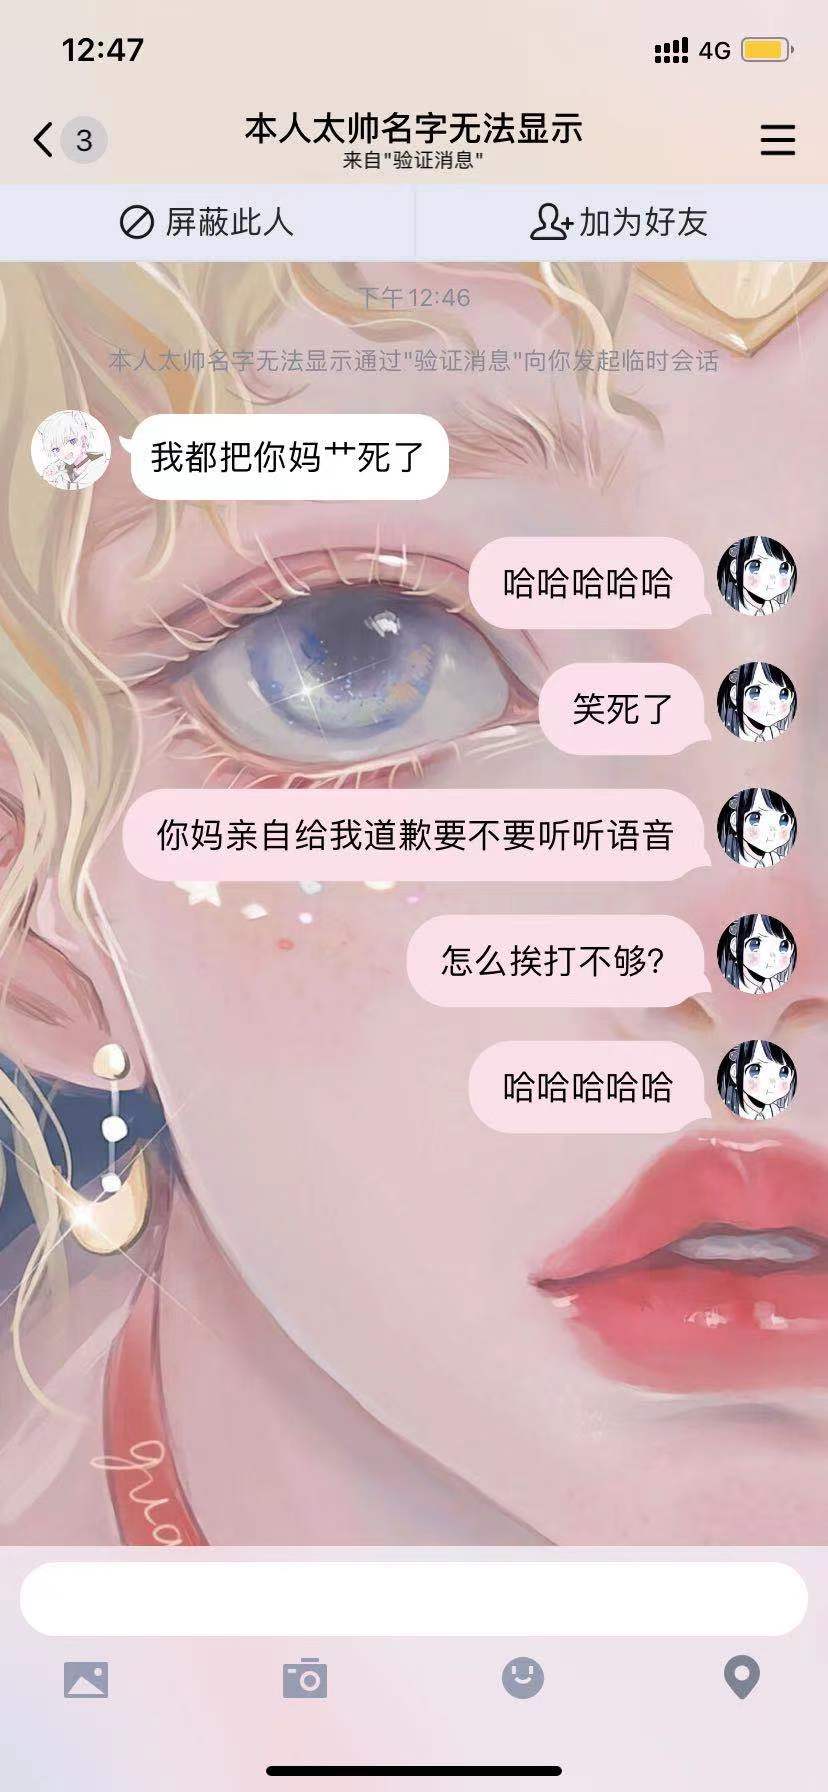 12:47
4G
3
本人太帅名字无法显示
来自"验证消息"
屏蔽此人
加为好友
下午12:46
本人太帅名字无法显示通过"验证消息"向你发起临时会话
我都把你妈艹死了
哈哈哈哈哈
笑死了
你妈亲自给我道歉要不要听听语音
怎么挨打不够?
哈哈哈哈哈